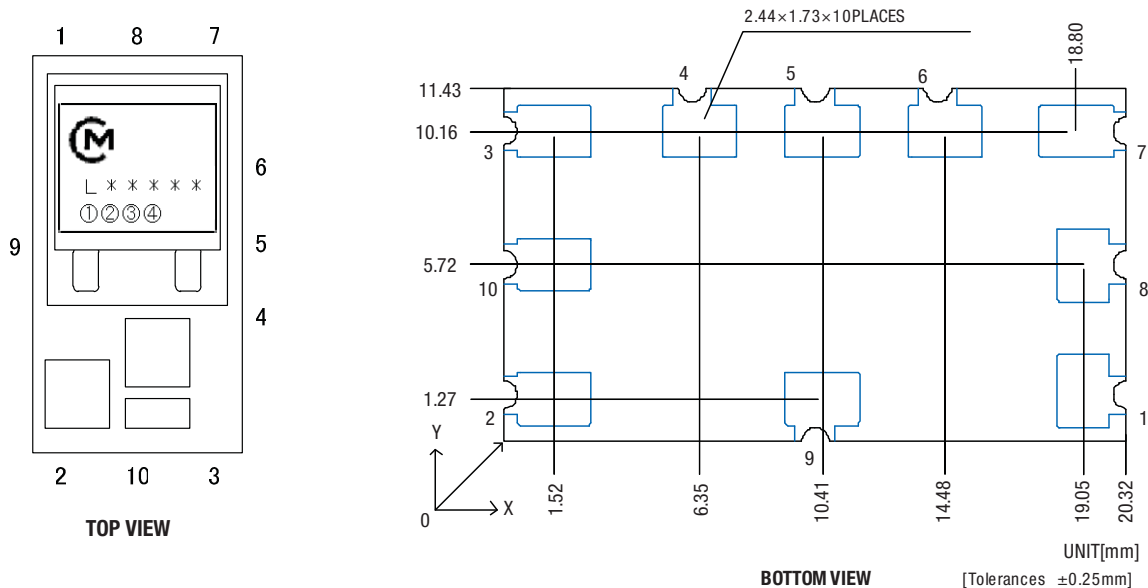 1 8 7
M
L * * * * *
①②③④
6
9
5
4
2 10 3
TOP VIEW
2.44×1.73×10PLACES
18.80
11.43
4 5 6
10.16
3
7
5.72
10
8
1.27
2
1
Y
9
0
X
1.52
6.35
10.41
14.48
19.05
20.32
UNIT[mm]
BOTTOM VIEW
[Tolerances ±0.25mm]